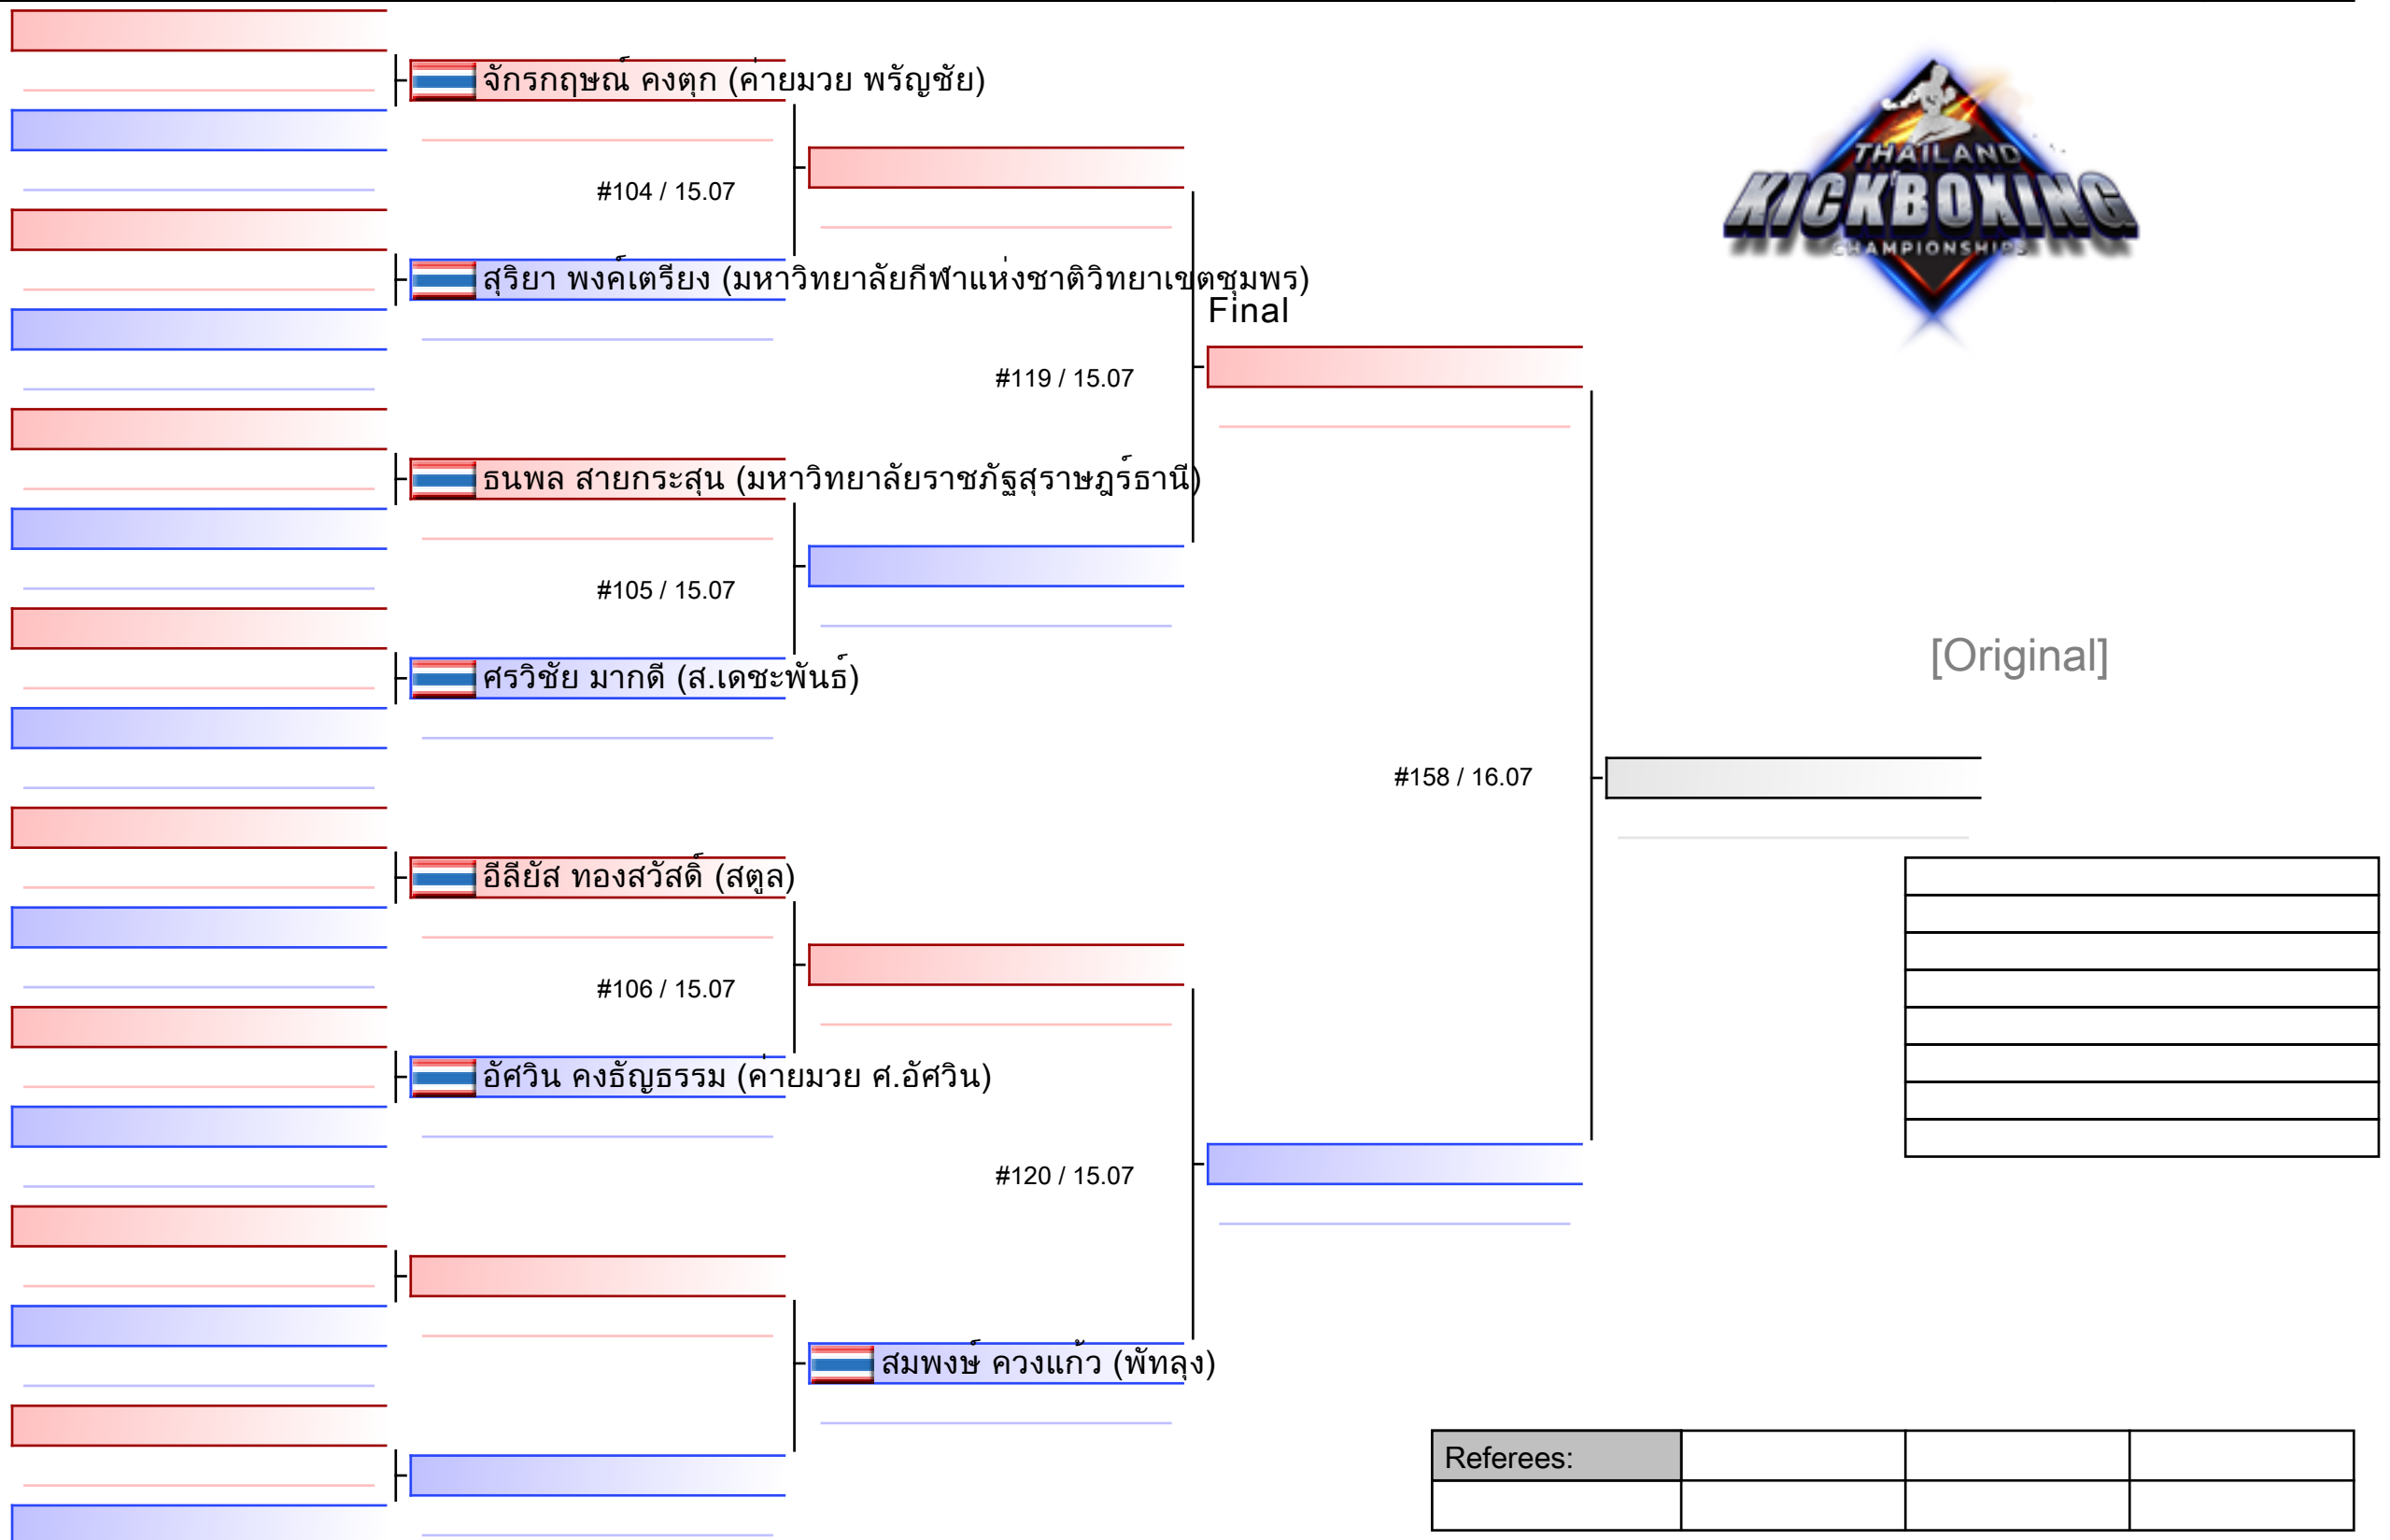 จักรกฤษณ์ คงตุก (ค่ายมวย พรัญชัย)
THAILAND
KICKBOXING
CHAMPIONSHIPS
#104 / 15.07
สุริยา พงค์เตรียง (มหาวิทยาลัยกีฬาแห่งชาติวิทยาเขตชุมพร)
Final
#119 / 15.07
ธนพล สายกระสุน (มหาวิทยาลัยราชภัฐสุราษฎร์ธานี)
#105 / 15.07
[Original]
ศรวิชัย มากดี (ส.เดชะพันธ์)
#158 / 16.07
อีลียัส ทองสวัสดิ์ (สตูล)
#106 / 15.07
อัศวิน คงธัญธรรม (ค่ายมวย ศ.อัศวิน)
#120 / 15.07
สมพงษ์ ควงแก้ว (พัทลุง)
Referees: